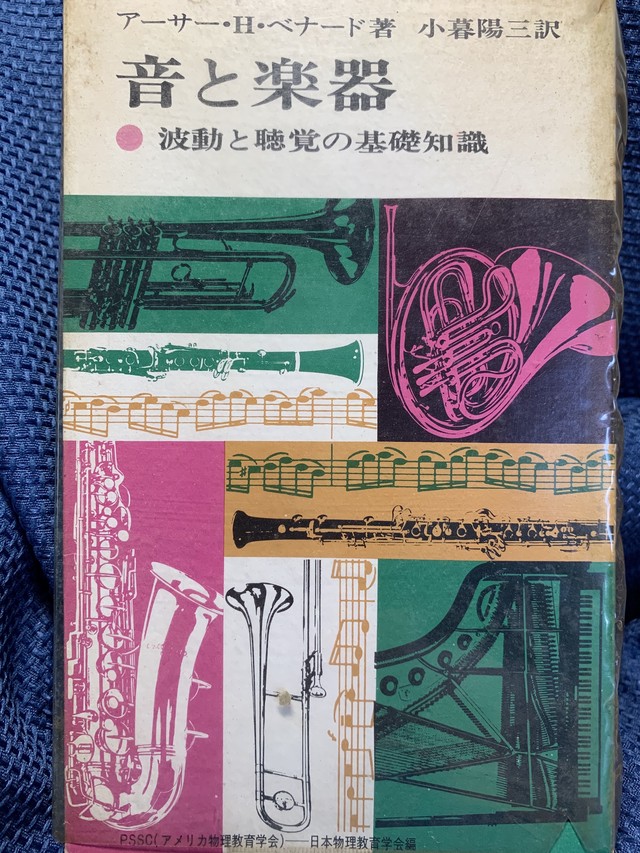 アーサー・H・ベナード著 小暮陽三訳
音と楽器
● 波動と聴覚の基礎知識
PSSC(アメリカ物理教育学会)──日本物理教育学会編